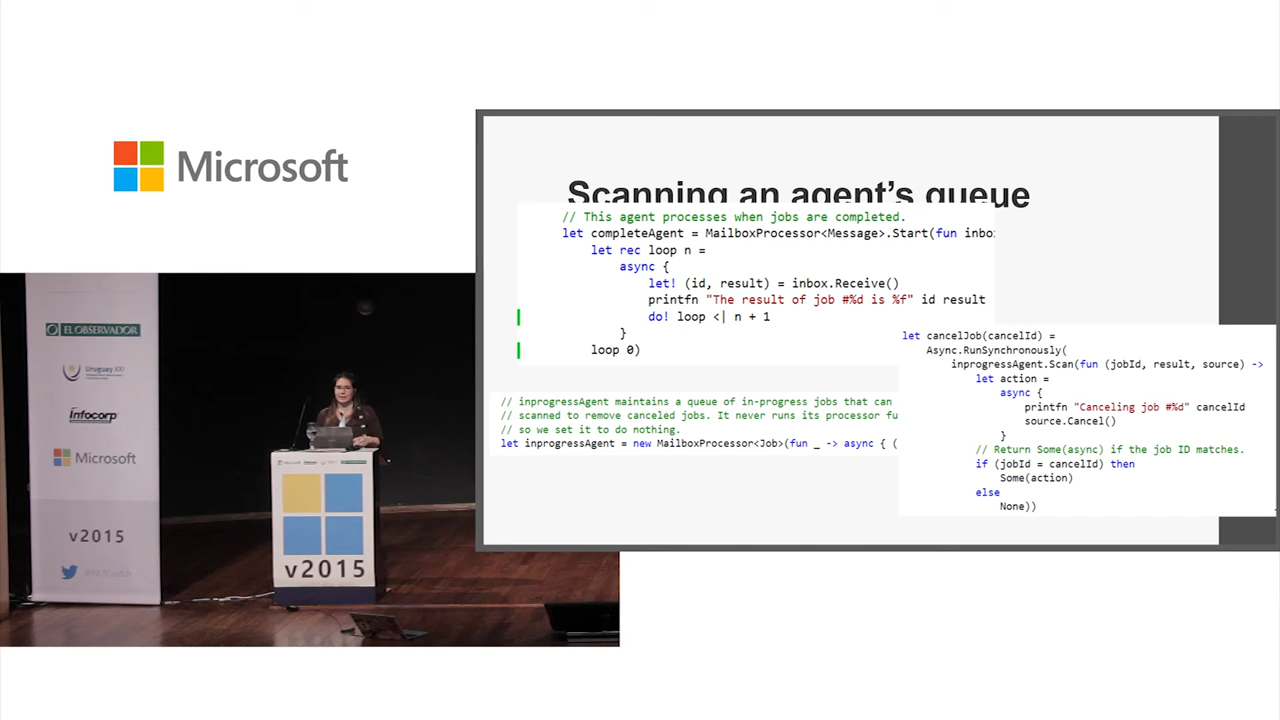 Microsoft
Scanning an agent's queue
// This agent processes when jobs are completed.
let completeAgent = MailboxProcessor<Message>.Start(fun inbo
let rec loop n =
async {
let! (id, result) = inbox.Receive()
printfn "The result of job #%d is %f" id result
do! loop <| n + 1
}
loop 0)
// inprogressAgent maintains a queue of in-progress jobs that can
// scanned to remove canceled jobs. It never runs its processor fu
// so we set it to do nothing.
let inprogressAgent = new MailboxProcessor<Job>(fun _ -> async { (
let cancelJob(cancelId) =
Async.RunSynchronously(
inprogressAgent.Scan(fun (jobId, result, source) ->
let action =
async {
printfn "Canceling job #%d" cancelId
source.Cancel()
}
// Return Some(async) if the job ID matches.
if (jobId = cancelId) then
Some(action)
else
None))
EL OBSERVADOR
Uruguay XXI
Infocorp
Microsoft
v2015
v2015